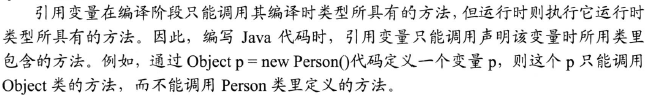 引用变量在编译阶段只能调用其编译时类型所具有的方法,但运行时则执行它运行时
类型所具有的方法。因此,编写 Java 代码时,引用变量只能调用声明该变量时所用类里
包含的方法。例如,通过 Object p = new Person()代码定义一个变量 p,则这个 p 只能调用
Object 类的方法,而不能调用 Person 类里定义的方法。